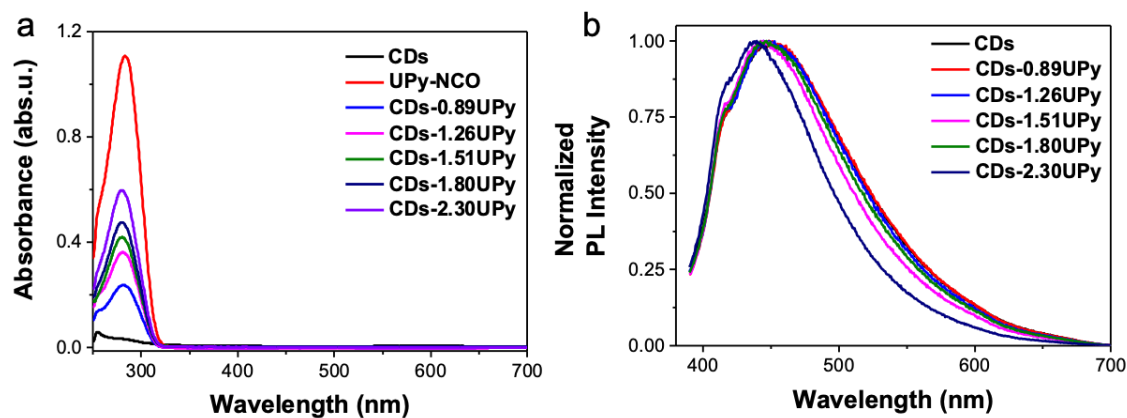 a
Absorbance (abs.u.)
1.2
0.8
0.4
0.0
CDs
UPy-NCO
CDs-0.89UPy
CDs-1.26UPy
CDs-1.51UPy
CDs-1.80UPy
CDs-2.30UPy
300 400 500 600 700
Wavelength (nm)
b
Normalized
PL Intensity
1.00
0.75
0.50
0.25
0.00
CDs
CDs-0.89UPy
CDs-1.26UPy
CDs-1.51UPy
CDs-1.80UPy
CDs-2.30UPy
400 500 600 700
Wavelength (nm)